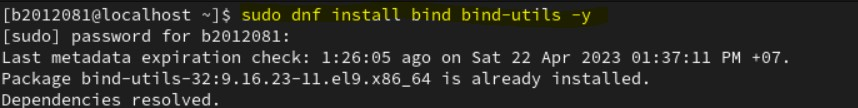 [b2012081@localhost ~]$ sudo dnf install bind bind-utils -y
[sudo] password for b2012081:
Last metadata expiration check: 1:26:05 ago on Sat 22 Apr 2023 01:37:11 PM +07.
Package bind-utils-32:9.16.23-11.el9.x86_64 is already installed.
Dependencies resolved.